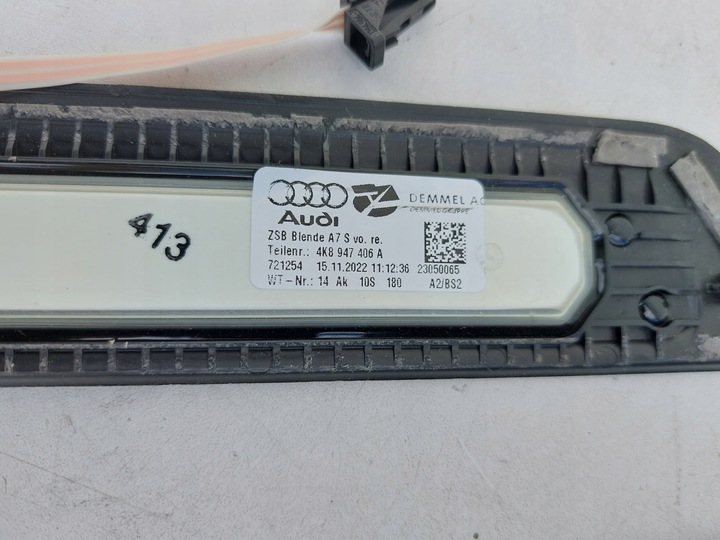 413
Audi
DEMMEL AG
DEMMELGRUPPE
ZSB Blende A7 S vo. re.
Teilenr.: 4K8 947 406 A
721254 15.11.2022 11:12:36 23050065
WT-Nr.: 14 Ak 10S 180 A2/BS2